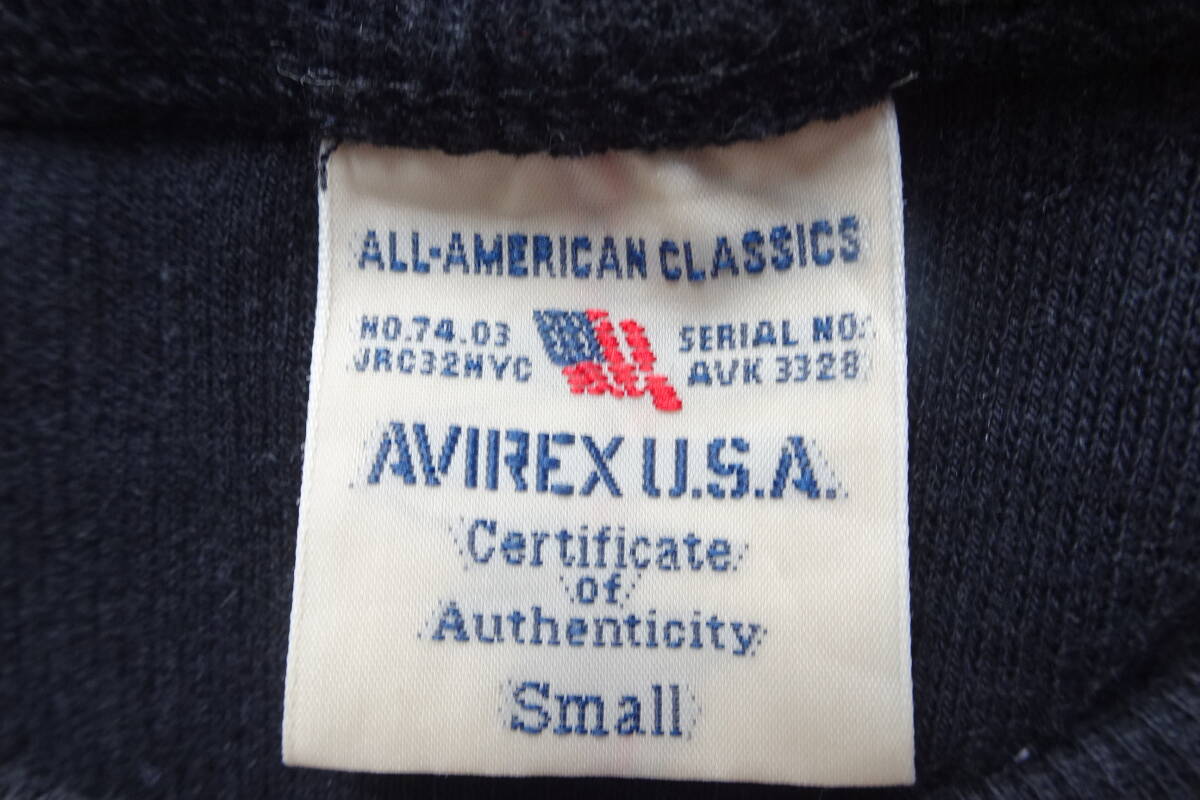 ALL-AMERICAN CLASSICS
NO.74.03
JRC32NYC
SERIAL NO.
AVK 3328
AVIREX U.S.A.
Certificate
of
Authenticity
Small